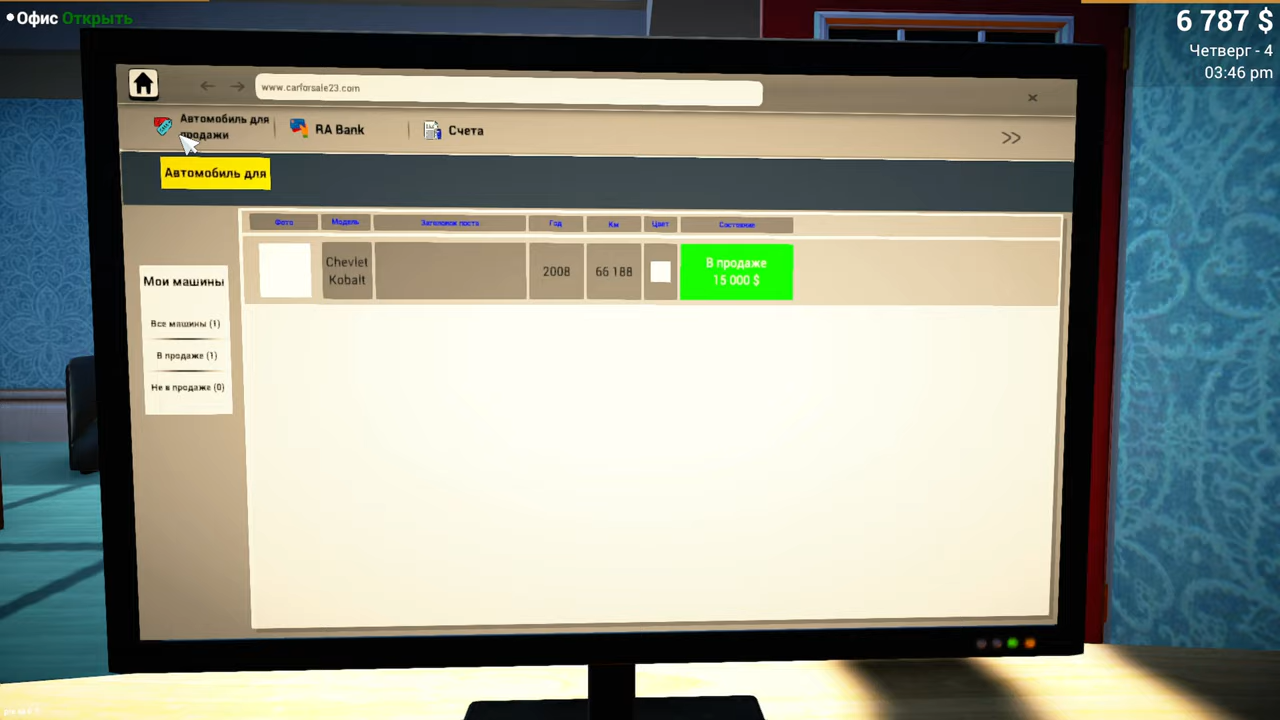 Офис Открыть
6 787 $
Четверг - 4
03:46 pm
www.carforsale23.com
Автомобиль для
продажи
RA Bank
Счета
Автомобиль для
Фото
Модель
Заголовок поста
Год
Км
Цвет
Состояние
Chevlet
Kobalt
2008
66 188
В продаже
15 000 $
Мои машины
Все машины (1)
В продаже (1)
Не в продаже (0)